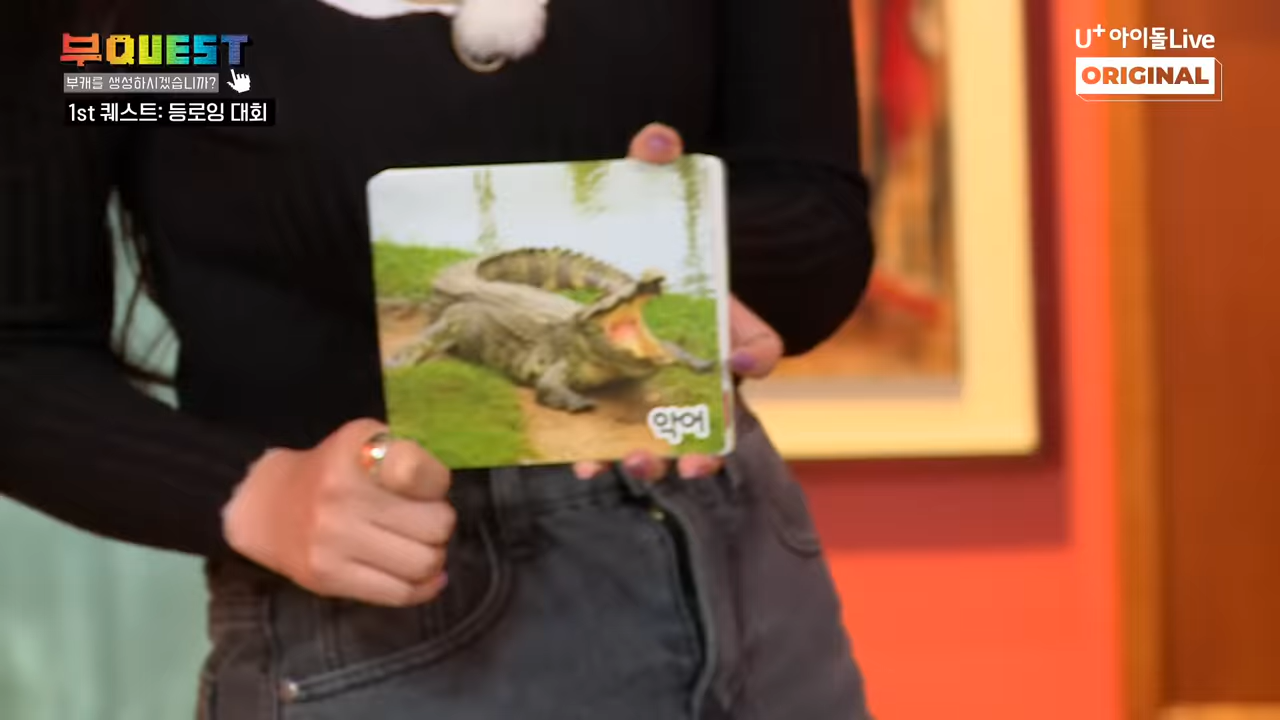 부QUEST
부캐를 생성하시겠습니까?
1st 퀘스트: 등로잉 대회
U+아이돌Live
ORIGINAL
악어